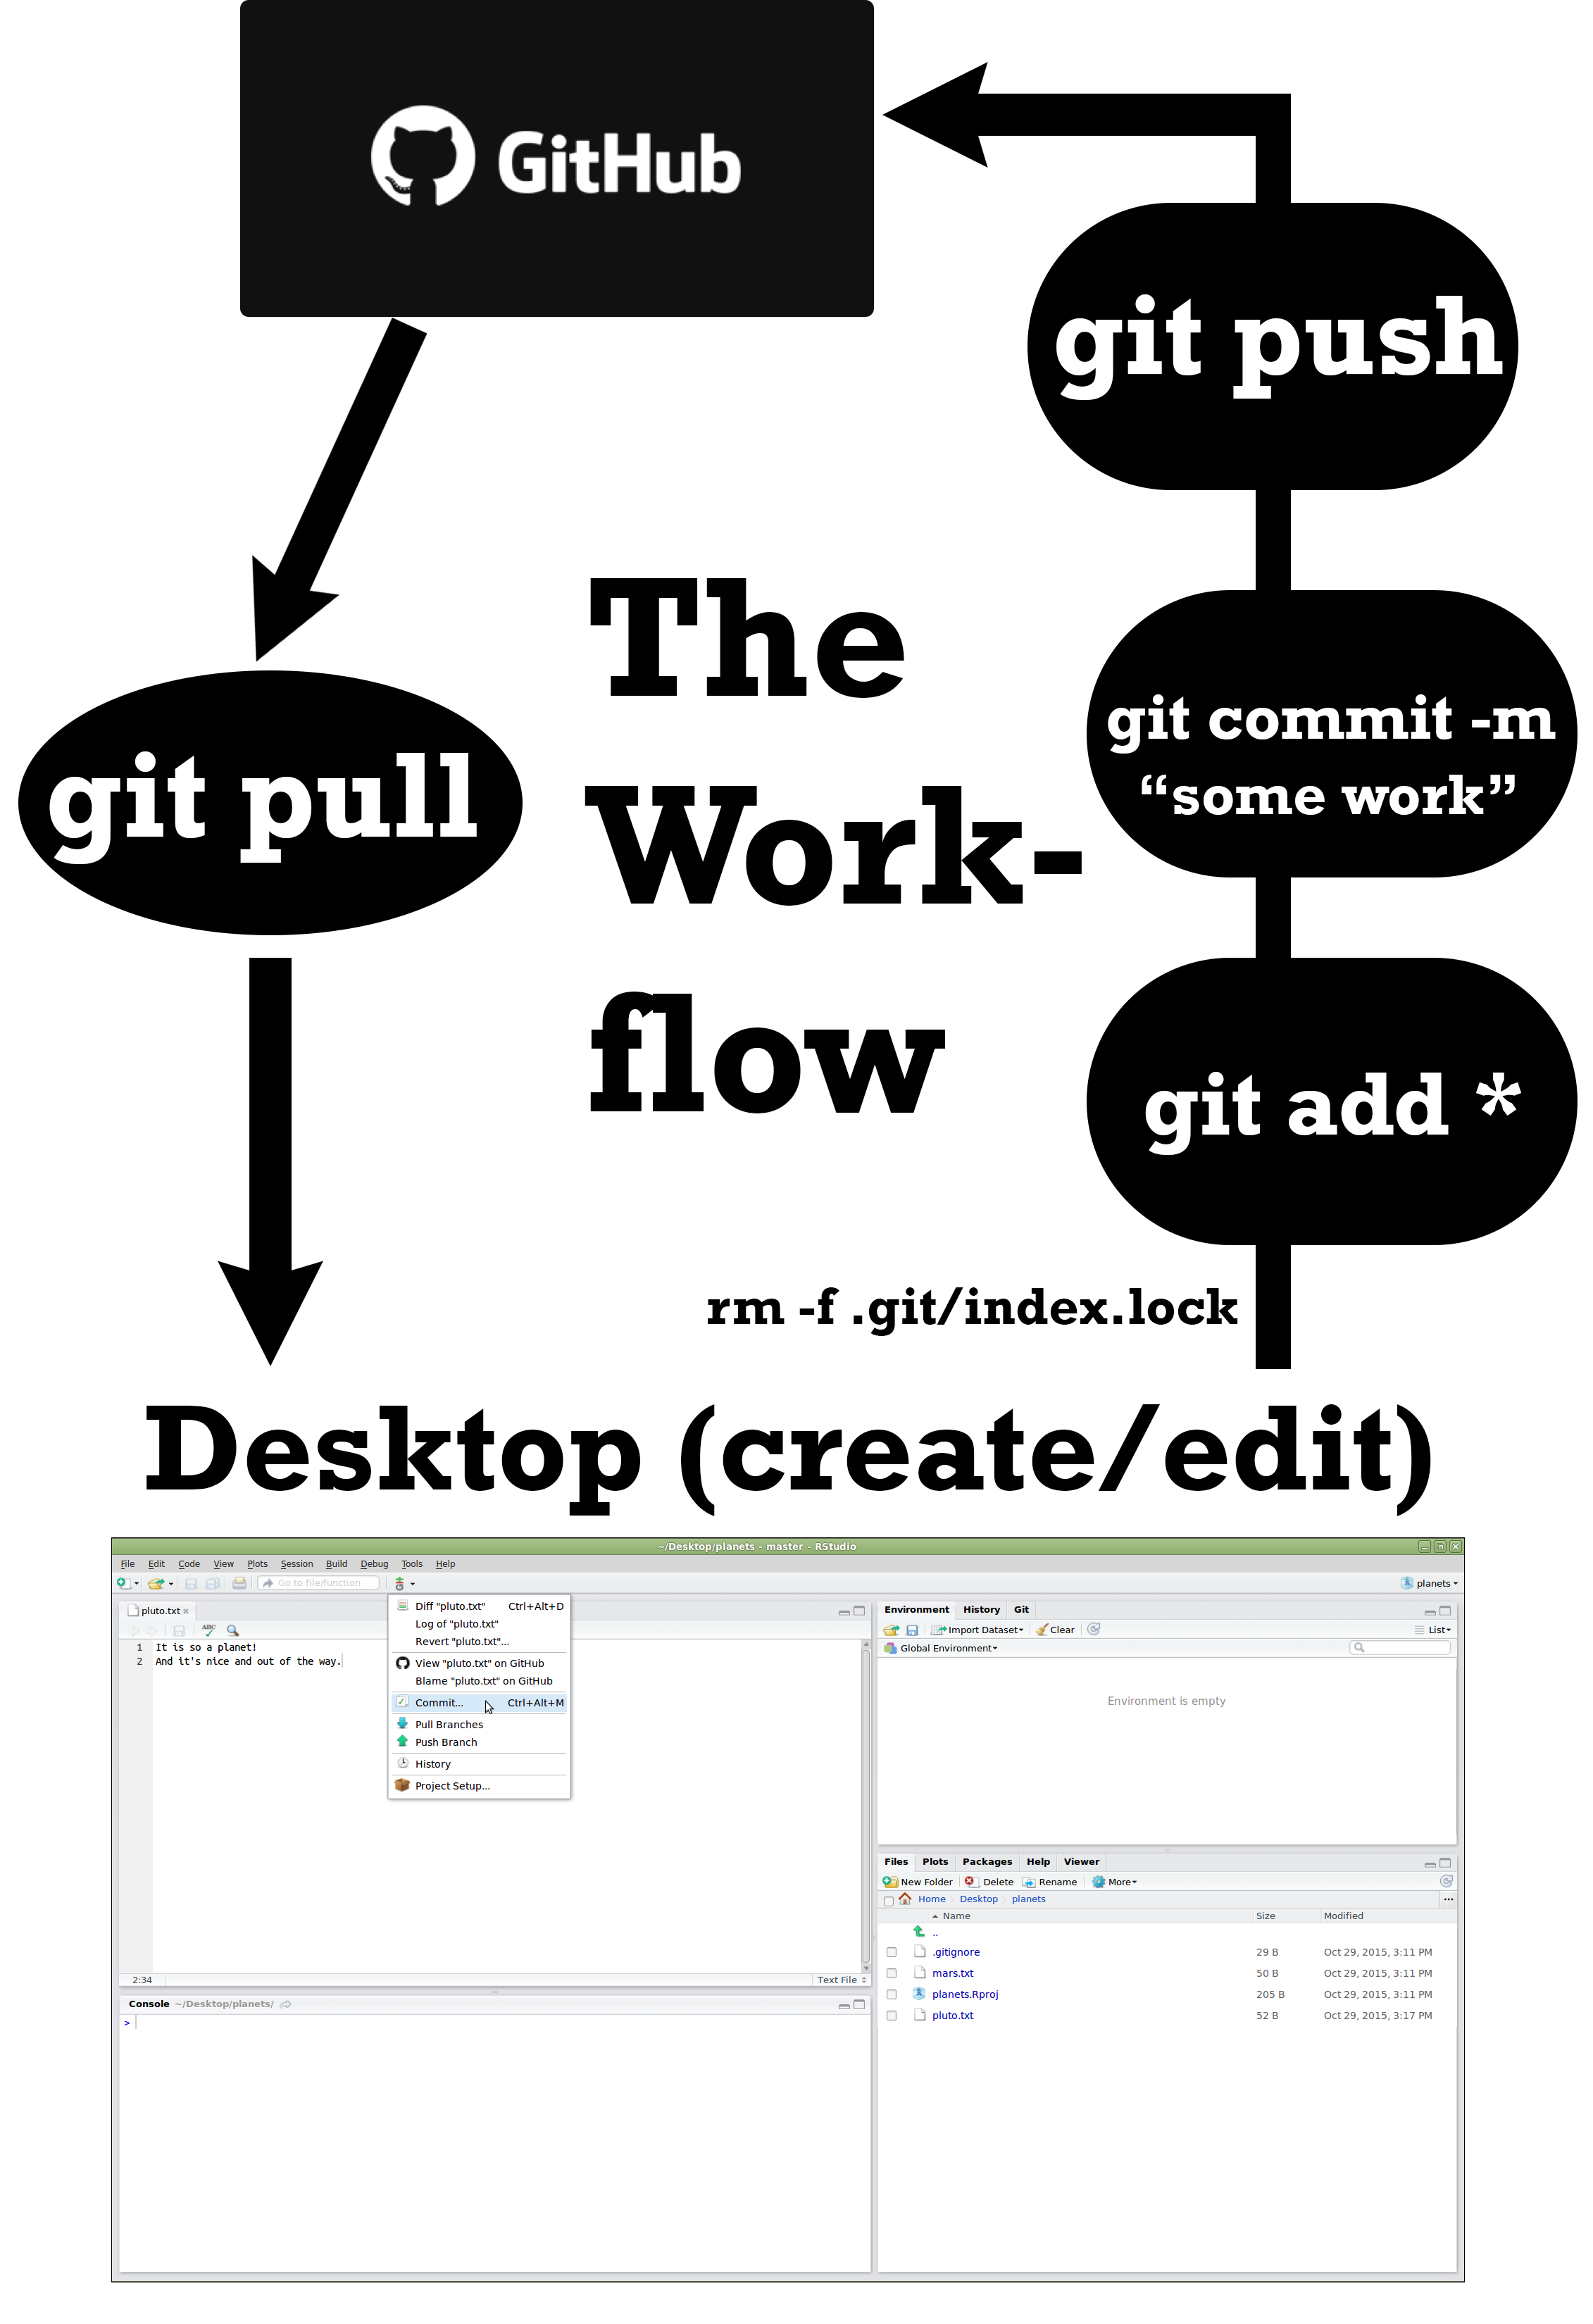 GitHub
git push
The
Work-
flow
git commit -m
“some work”
git pull
git add *
rm -f .git/index.lock
Desktop (create/edit)
~/Desktop/planets - master - RStudio
File Edit Code View Plots Session Build Debug Tools Help
Go to file/function
planets
pluto.txt
ABC
1 It is so a planet!
2 And it's nice and out of the way.
Diff "pluto.txt" Ctrl+Alt+D
Log of "pluto.txt"
Revert "pluto.txt"...
View "pluto.txt" on GitHub
Blame "pluto.txt" on GitHub
Commit... Ctrl+Alt+M
Pull Branches
Push Branch
History
Project Setup...
2:34 Text File
Console ~/Desktop/planets/
>
Environment History Git
Import Dataset Clear List
Global Environment
Environment is empty
Files Plots Packages Help Viewer
New Folder Delete Rename More
Home Desktop planets ...
Name Size Modified
..
.gitignore 29 B Oct 29, 2015, 3:11 PM
mars.txt 50 B Oct 29, 2015, 3:11 PM
planets.Rproj 205 B Oct 29, 2015, 3:11 PM
pluto.txt 52 B Oct 29, 2015, 3:17 PM